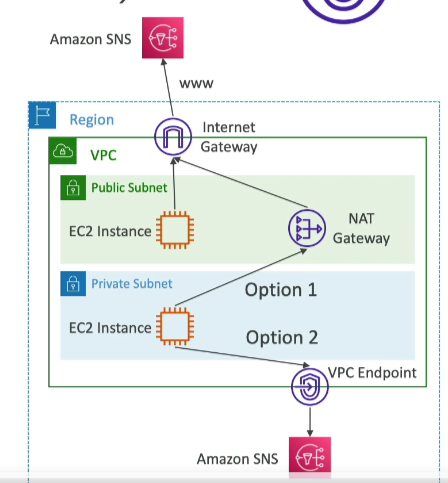 Amazon SNS
www
Region
Internet
Gateway
VPC
Public Subnet
EC2 Instance
NAT
Gateway
Private Subnet
Option 1
EC2 Instance
Option 2
VPC Endpoint
Amazon SNS